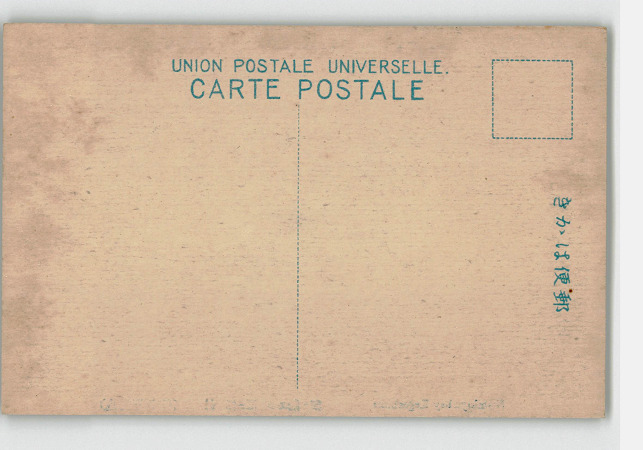 UNION POSTALE UNIVERSELLE.
CARTE POSTALE
きかは便郵